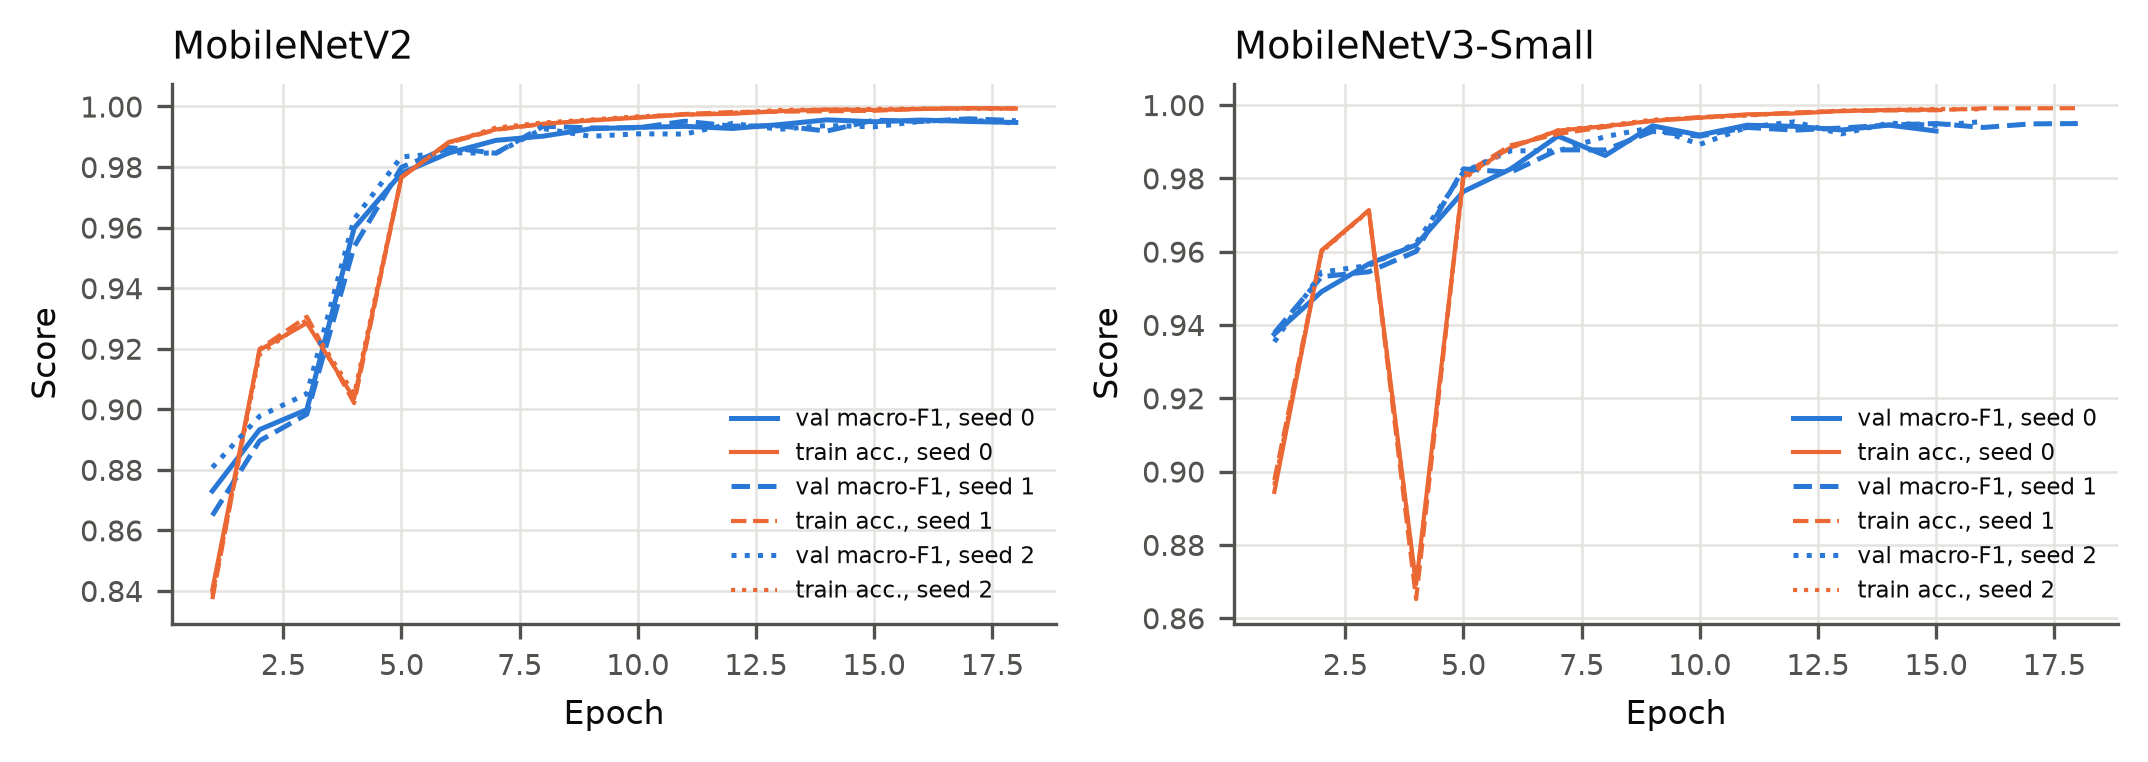 MobileNetV2
1.00
0.98
0.96
0.94
0.92
0.90
0.88
0.86
0.84
Score
val macro-F1, seed 0
train acc., seed 0
val macro-F1, seed 1
train acc., seed 1
val macro-F1, seed 2
train acc., seed 2
2.5 5.0 7.5 10.0 12.5 15.0 17.5
Epoch
MobileNetV3-Small
1.00
0.98
0.96
0.94
0.92
0.90
0.88
0.86
Score
val macro-F1, seed 0
train acc., seed 0
val macro-F1, seed 1
train acc., seed 1
val macro-F1, seed 2
train acc., seed 2
2.5 5.0 7.5 10.0 12.5 15.0 17.5
Epoch